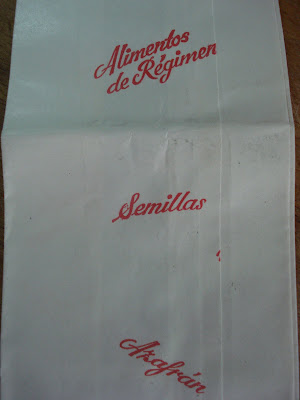 Alimentos
de Régimen
Semillas
Azafrán